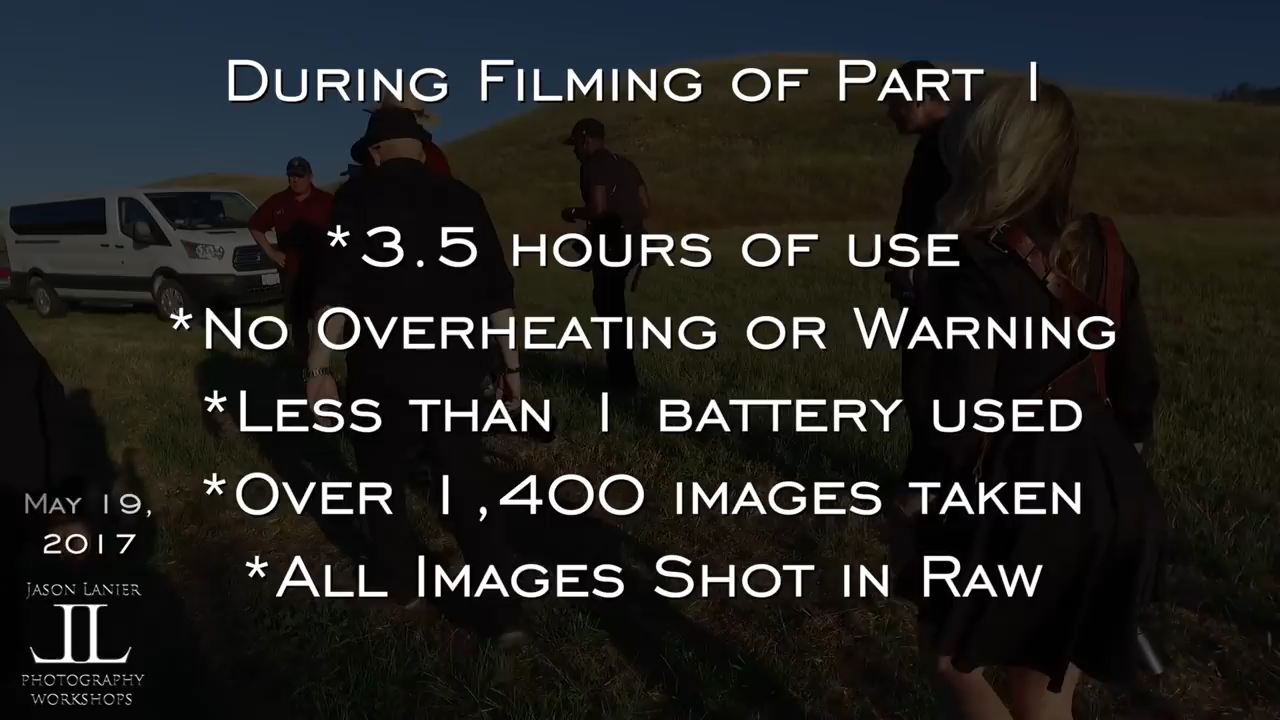 During Filming of Part 1
*3.5 hours of use
*No Overheating or Warning
*Less than 1 battery used
*Over 1,400 images taken
*All Images Shot in Raw
May 19,
2017
Jason Lanier
JL
Photography
Workshops